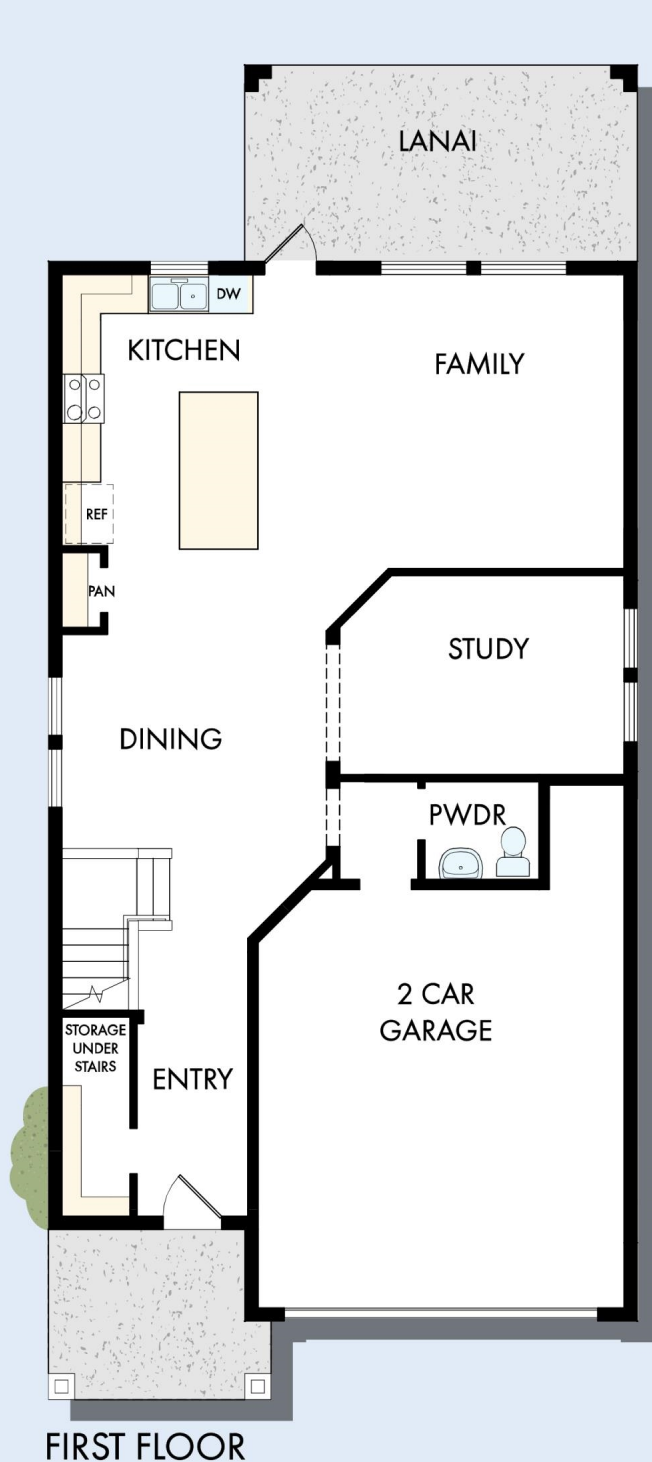 LANAI
DW
KITCHEN
FAMILY
REF
PAN
STUDY
DINING
PWDR
2 CAR
GARAGE
STORAGE
UNDER
STAIRS
ENTRY
FIRST FLOOR